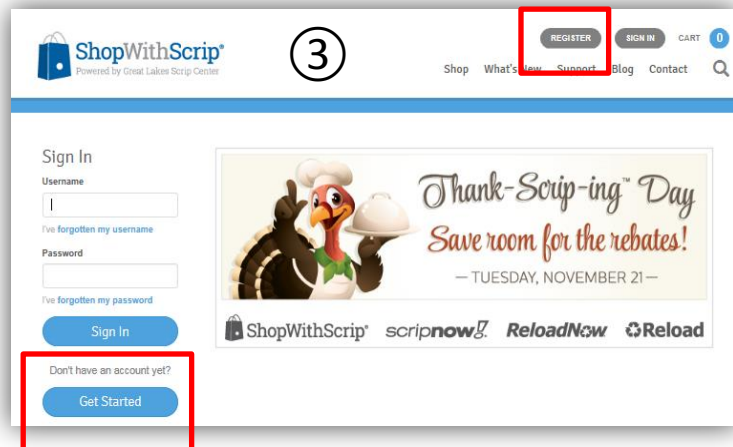 ③
REGISTER SIGN IN CART 0
ShopWithScrip®
Powered by Great Lakes Scrip Center
Shop What's New Support Blog Contact
Sign In
Username
I've forgotten my username
Password
I've forgotten my password
Sign In
Don't have an account yet?
Get Started
Thank-Scrip-ing™ Day
Save room for the rebates!
— TUESDAY, NOVEMBER 21 —
ShopWithScrip® scripnow! ReloadNow Reload